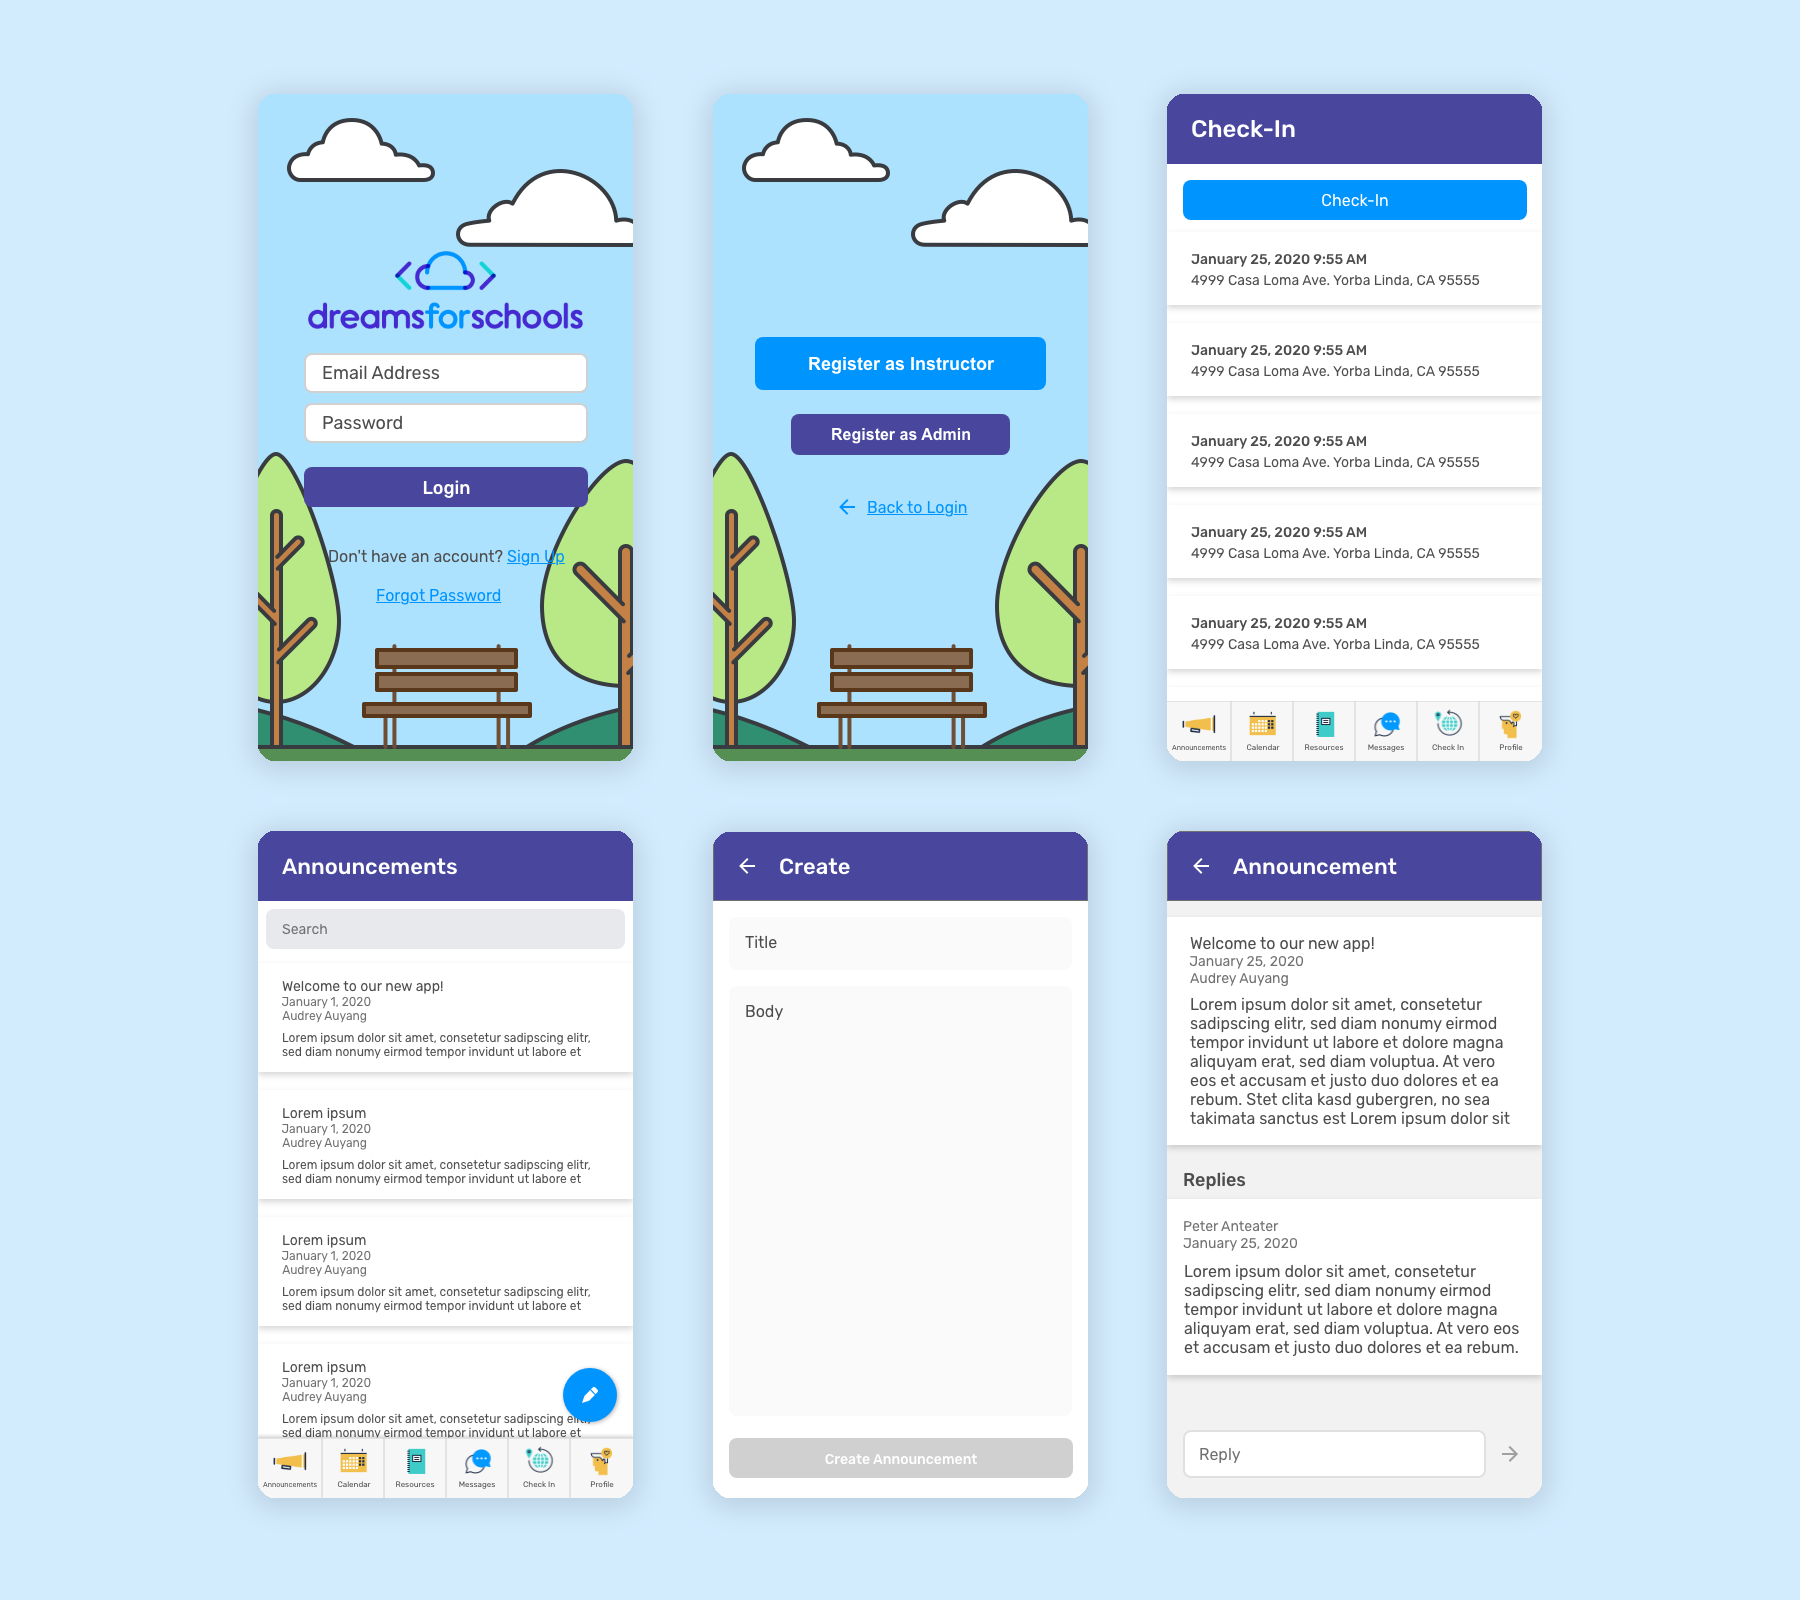 dreamsforschools
Email Address
Password
Login
Don't have an account? Sign Up
Forgot Password
Register as Instructor
Register as Admin
Back to Login
Check-In
Check-In
January 25, 2020 9:55 AM
4999 Casa Loma Ave. Yorba Linda, CA 95555
January 25, 2020 9:55 AM
4999 Casa Loma Ave. Yorba Linda, CA 95555
January 25, 2020 9:55 AM
4999 Casa Loma Ave. Yorba Linda, CA 95555
January 25, 2020 9:55 AM
4999 Casa Loma Ave. Yorba Linda, CA 95555
January 25, 2020 9:55 AM
4999 Casa Loma Ave. Yorba Linda, CA 95555
Announcements Calendar Resources Messages Check In Profile
Announcements
Search
Welcome to our new app!
January 1, 2020
Audrey Auyang
Lorem ipsum dolor sit amet, consetetur sadipscing elitr,
sed diam nonumy eirmod tempor invidunt ut labore et
Lorem ipsum
January 1, 2020
Audrey Auyang
Lorem ipsum dolor sit amet, consetetur sadipscing elitr,
sed diam nonumy eirmod tempor invidunt ut labore et
Lorem ipsum
January 1, 2020
Audrey Auyang
Lorem ipsum dolor sit amet, consetetur sadipscing elitr,
sed diam nonumy eirmod tempor invidunt ut labore et
Lorem ipsum
January 1, 2020
Audrey Auyang
Lorem ipsum dolor sit amet, consetetur sadipscing elitr,
sed diam nonumy eirmod tempor invidunt ut labore et
Announcements Calendar Resources Messages Check In Profile
Create
Title
Body
Create Announcement
Announcement
Welcome to our new app!
January 25, 2020
Audrey Auyang
Lorem ipsum dolor sit amet, consetetur
sadipscing elitr, sed diam nonumy eirmod
tempor invidunt ut labore et dolore magna
aliquyam erat, sed diam voluptua. At vero
eos et accusam et justo duo dolores et ea
rebum. Stet clita kasd gubergren, no sea
takimata sanctus est Lorem ipsum dolor sit
Replies
Peter Anteater
January 25, 2020
Lorem ipsum dolor sit amet, consetetur
sadipscing elitr, sed diam nonumy eirmod
tempor invidunt ut labore et dolore magna
aliquyam erat, sed diam voluptua. At vero eos
et accusam et justo duo dolores et ea rebum.
Reply